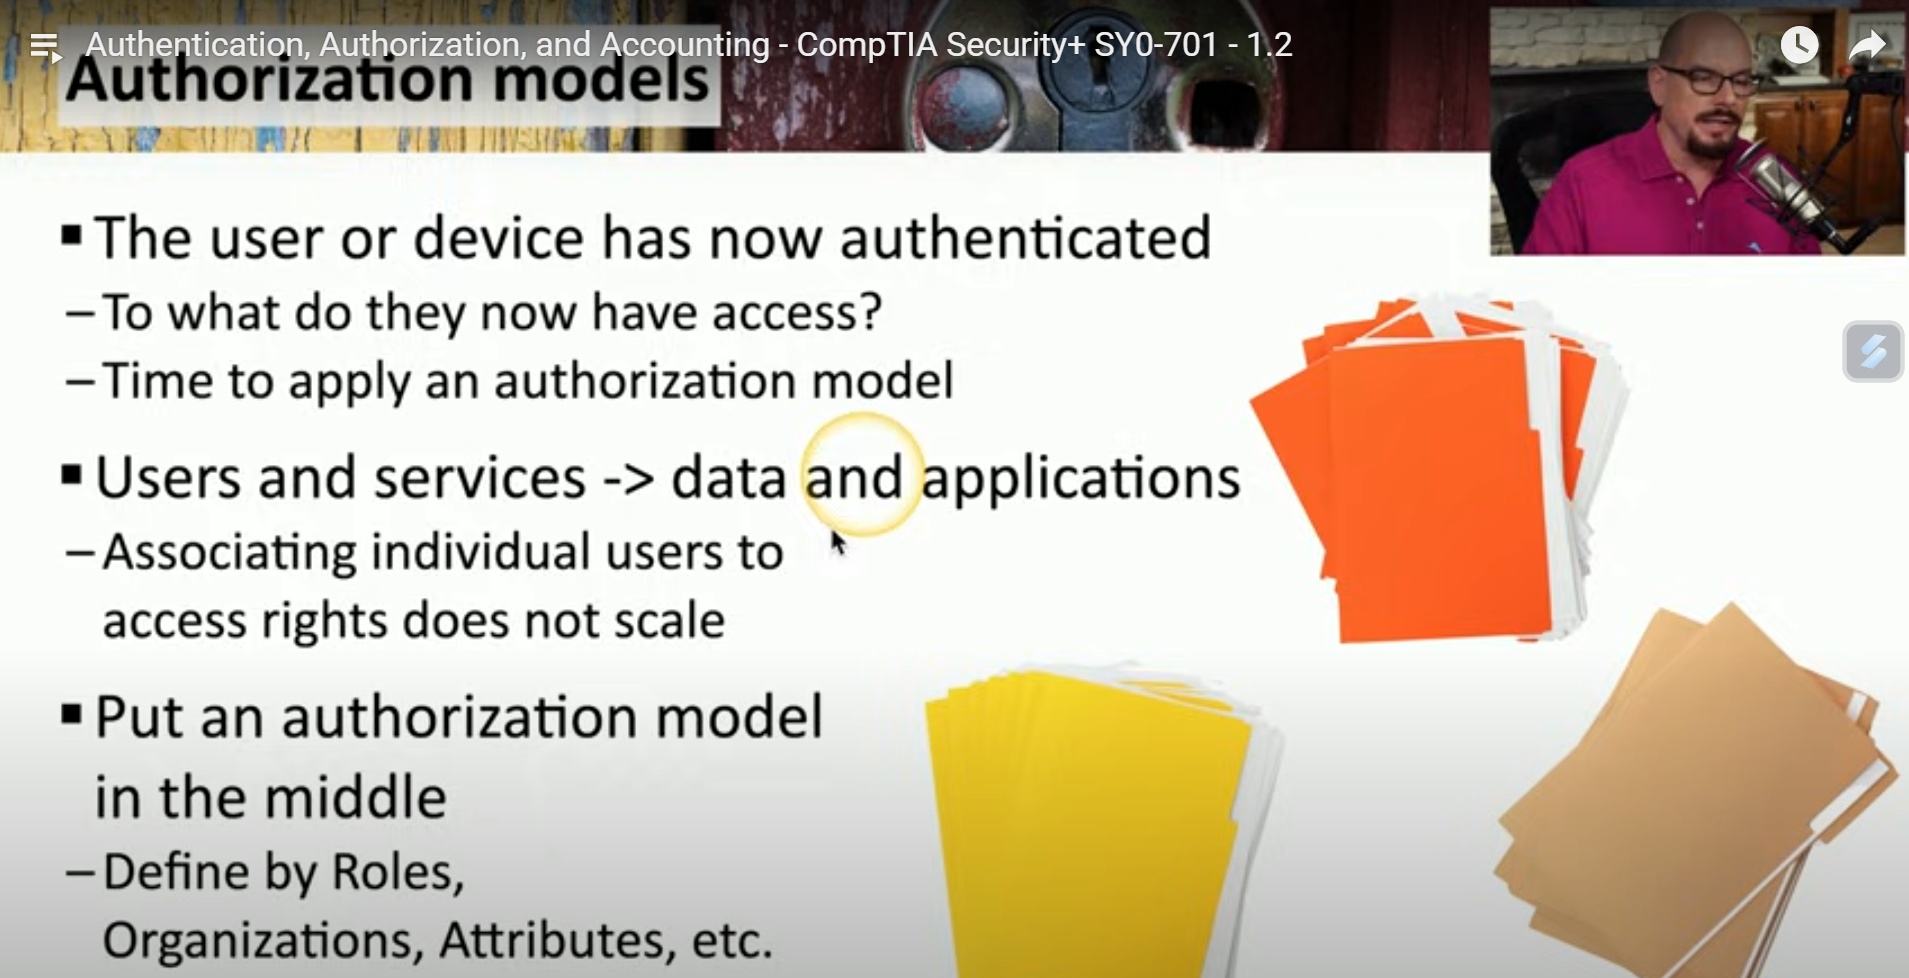 Authentication, Authorization, and Accounting - CompTIA Security+ SY0-701 - 1.2
Authorization models
▪ The user or device has now authenticated
– To what do they now have access?
– Time to apply an authorization model
▪ Users and services -> data and applications
– Associating individual users to
access rights does not scale
▪ Put an authorization model
in the middle
– Define by Roles,
Organizations, Attributes, etc.